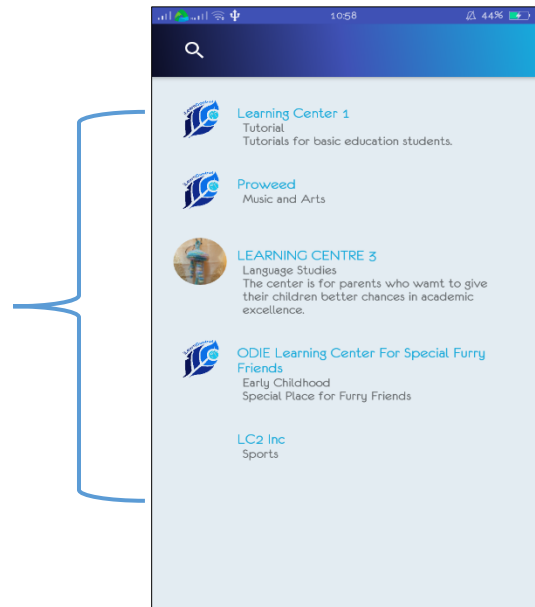 10:58
44%
Learning Center 1
Tutorial
Tutorials for basic education students.
Proweed
Music and Arts
LEARNING CENTRE 3
Language Studies
The center is for parents who wamt to give
their children better chances in academic
excellence.
ODIE Learning Center For Special Furry
Friends
Early Childhood
Special Place for Furry Friends
LC2 Inc
Sports